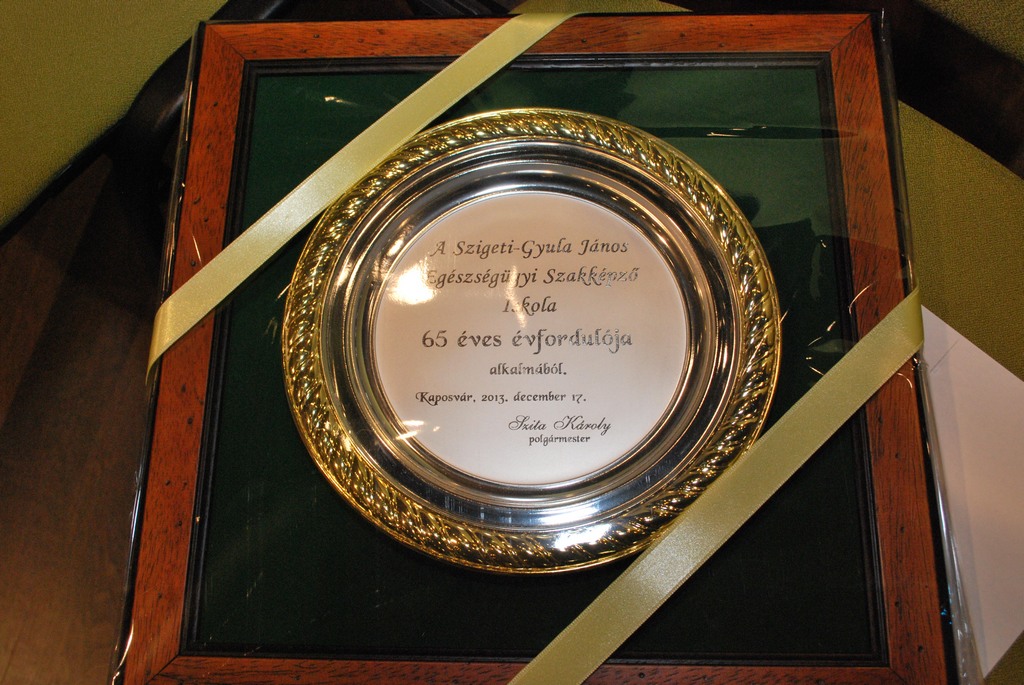 A Szigeti-Gyula János
Egészségügyi Szakképző
Iskola
65 éves évfordulója
alkalmából.
Kaposvár, 2013. december 17.
Szita Károly
polgármester